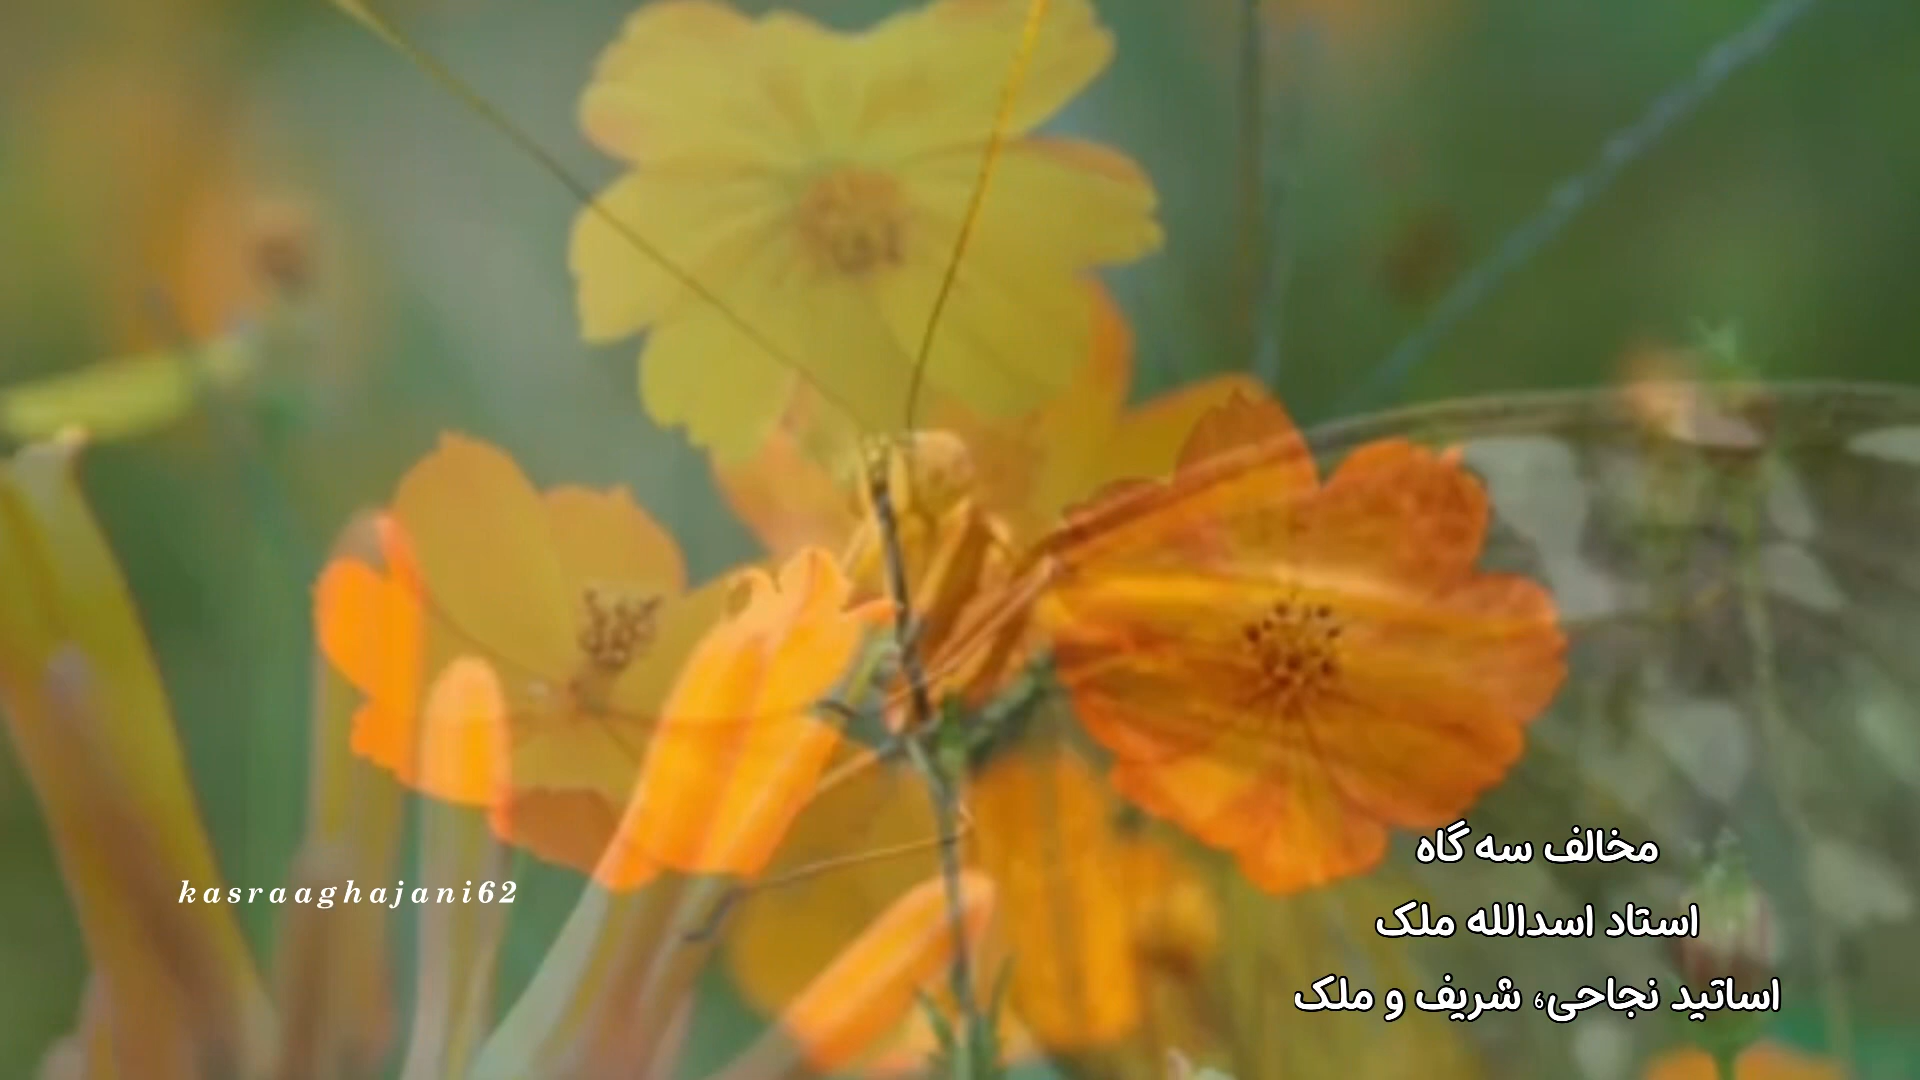 مخالف سه گاه
استاد اسدالله ملک
اساتید نجاحی، شریف و ملک
kasraaghajani62